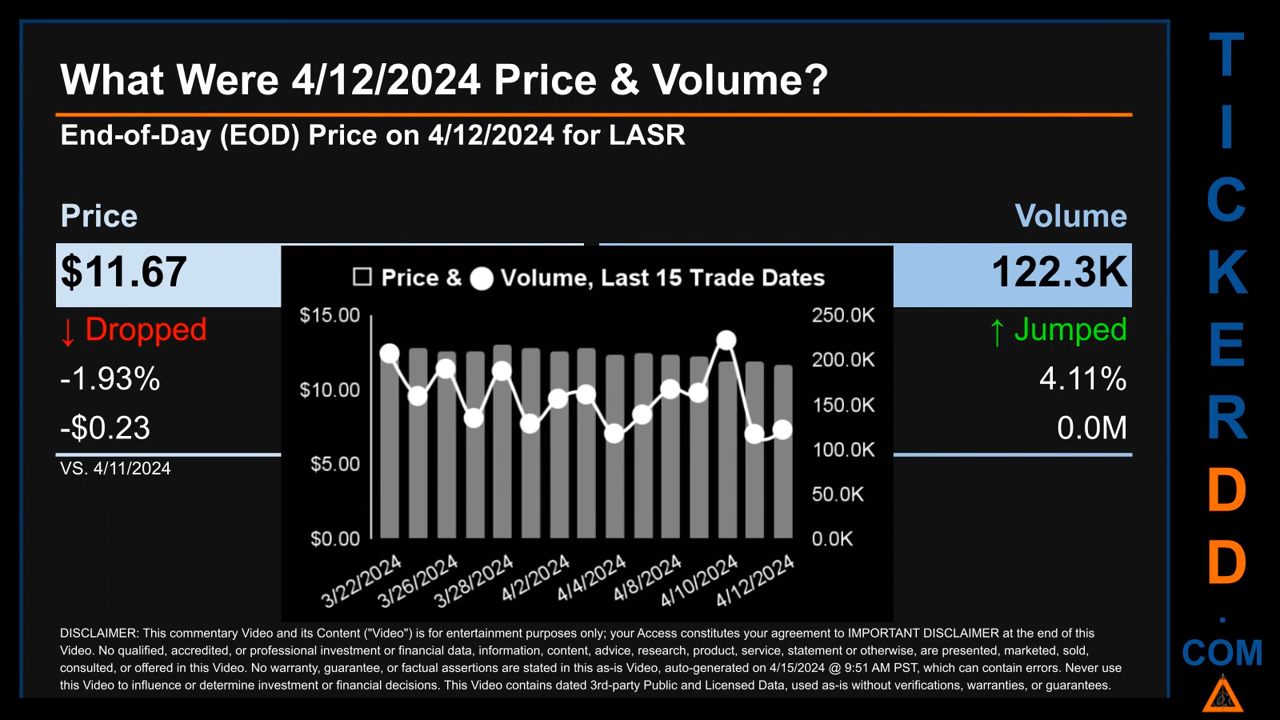 What Were 4/12/2024 Price & Volume?
End-of-Day (EOD) Price on 4/12/2024 for LASR
Price
Volume
$11.67
122.3K
↓ Dropped
↑ Jumped
-1.93%
4.11%
-$0.23
0.0M
VS. 4/11/2024
Price & Volume, Last 15 Trade Dates
$15.00
$10.00
$5.00
$0.00
250.0K
200.0K
150.0K
100.0K
50.0K
0.0K
3/22/2024
3/26/2024
3/28/2024
4/2/2024
4/4/2024
4/8/2024
4/10/2024
4/12/2024
DISCLAIMER: This commentary Video and its Content ("Video") is for entertainment purposes only; your Access constitutes your agreement to IMPORTANT DISCLAIMER at the end of this
Video. No qualified, accredited, or professional investment or financial data, information, content, advice, research, product, service, statement or otherwise, are presented, marketed, sold,
consulted, or offered in this Video. No warranty, guarantee, or factual assertions are stated in this as-is Video, auto-generated on 4/15/2024 @ 9:51 AM PST, which can contain errors. Never use
this Video to influence or determine investment or financial decisions. This Video contains dated 3rd-party Public and Licensed Data, used as-is without verifications, warranties, or guarantees.
T
I
C
K
E
R
D
D
.
COM